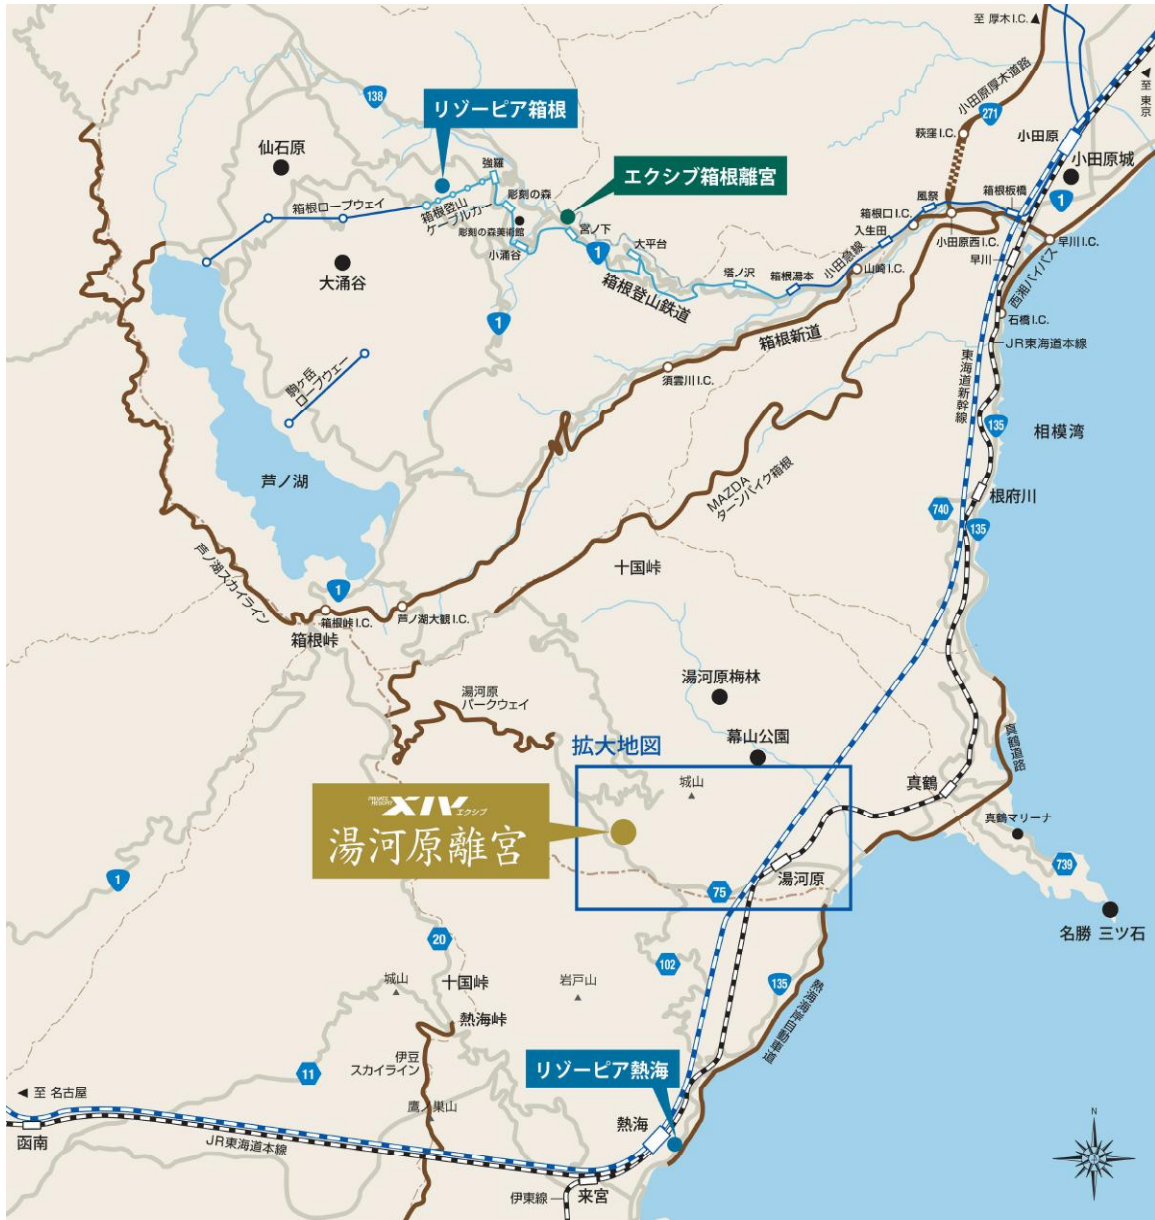 至 厚木 I.C.
至 東京
138
リゾーピア箱根
小田原厚木道路
271
荻窪 I.C.
小田原
仙石原
強羅
エクシブ箱根離宮
小田原城
箱根ロープウェイ
箱根登山
ケーブルカー
彫刻の森
彫刻の森美術館
宮ノ下
小涌谷
大平台
1
風祭
箱根板橋
1
箱根口 I.C.
入生田
小田原西 I.C.
早川 I.C.
早川
大涌谷
塔ノ沢
箱根湯本
小田急線
山崎 I.C.
西湘バイパス
箱根登山鉄道
1
箱根新道
石橋 I.C.
JR東海道本線
東海道新幹線
駒ヶ岳
ロープウェー
須雲川 I.C.
135
相模湾
芦ノ湖
MAZDA
ターンパイク箱根
根府川
740
135
芦ノ湖スカイライン
十国峠
1
箱根峠 I.C.
芦ノ湖大観 I.C.
箱根峠
湯河原
パークウェイ
湯河原梅林
幕山公園
拡大地図
真鶴道路
城山
真鶴
PRIVATE
RESORT
XIV
エクシブ
湯河原離宮
真鶴マリーナ
739
湯河原
75
1
名勝 三ツ石
20
102
135
城山
十国峠
岩戸山
熱海峠
熱海海岸自動車道
伊豆
スカイライン
11
リゾーピア熱海
至 名古屋
鷹ノ巣山
熱海
函南
JR東海道本線
伊東線
来宮
N